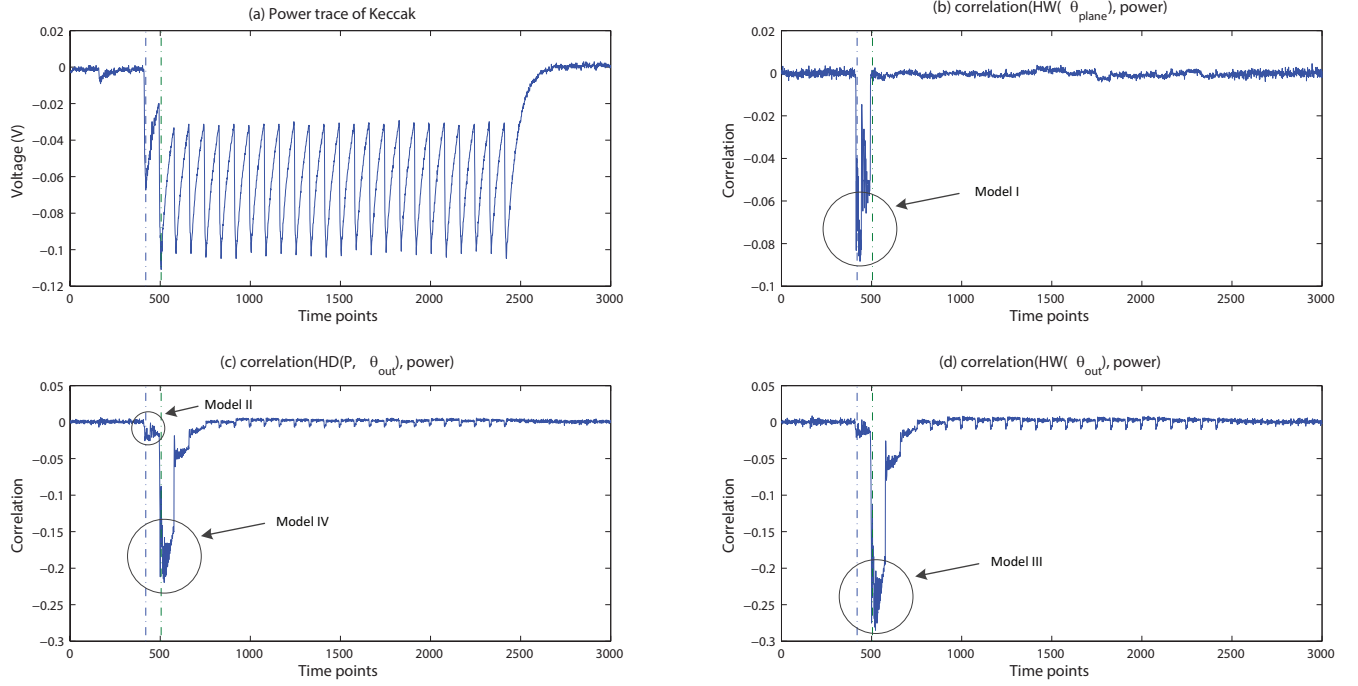 (a) Power trace of Keccak
0.02
0
−0.02
−0.04
−0.06
−0.08
−0.1
−0.12
Voltage (V)
0 500 1000 1500 2000 2500 3000
Time points
(b) correlation(HW( θplane), power)
0.02
0
−0.02
−0.04
−0.06
−0.08
−0.1
Correlation
Model I
0 500 1000 1500 2000 2500 3000
Time points
(c) correlation(HD(P, θout), power)
0.05
0
−0.05
−0.1
−0.15
−0.2
−0.25
−0.3
Correlation
Model II
Model IV
0 500 1000 1500 2000 2500 3000
Time points
(d) correlation(HW( θout), power)
0.05
0
−0.05
−0.1
−0.15
−0.2
−0.25
−0.3
Correlation
Model III
0 500 1000 1500 2000 2500 3000
Time points